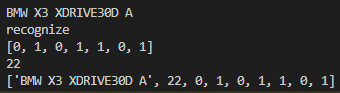 BMW X3 XDRIVE30D A
recognize
[0, 1, 0, 1, 1, 0, 1]
22
['BMW X3 XDRIVE30D A', 22, 0, 1, 0, 1, 1, 0, 1]